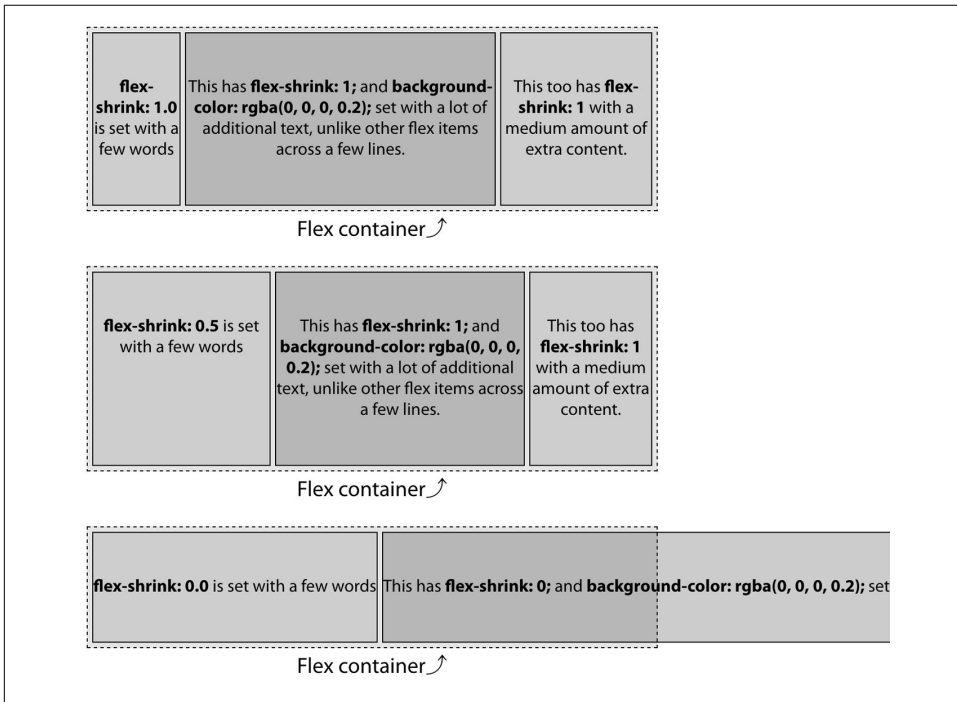 flex-
shrink: 1.0
is set with a
few words
This has flex-shrink: 1; and background-
color: rgba(0, 0, 0, 0.2); set with a lot of
additional text, unlike other flex items
across a few lines.
This too has flex-
shrink: 1 with a
medium amount of
extra content.
Flex container
flex-shrink: 0.5 is set
with a few words
This has flex-shrink: 1; and
background-color: rgba(0, 0, 0,
0.2); set with a lot of additional
text, unlike other flex items across
a few lines.
This too has
flex-shrink: 1
with a medium
amount of extra
content.
Flex container
flex-shrink: 0.0 is set with a few words
This has flex-shrink: 0; and background-color: rgba(0, 0, 0, 0.2); set
Flex container